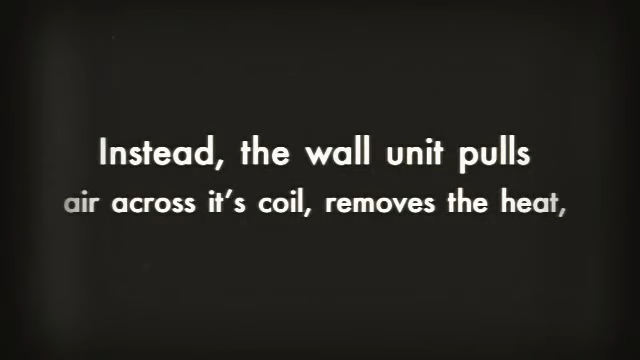 Instead, the wall unit pulls
air across it’s coil, removes the heat,